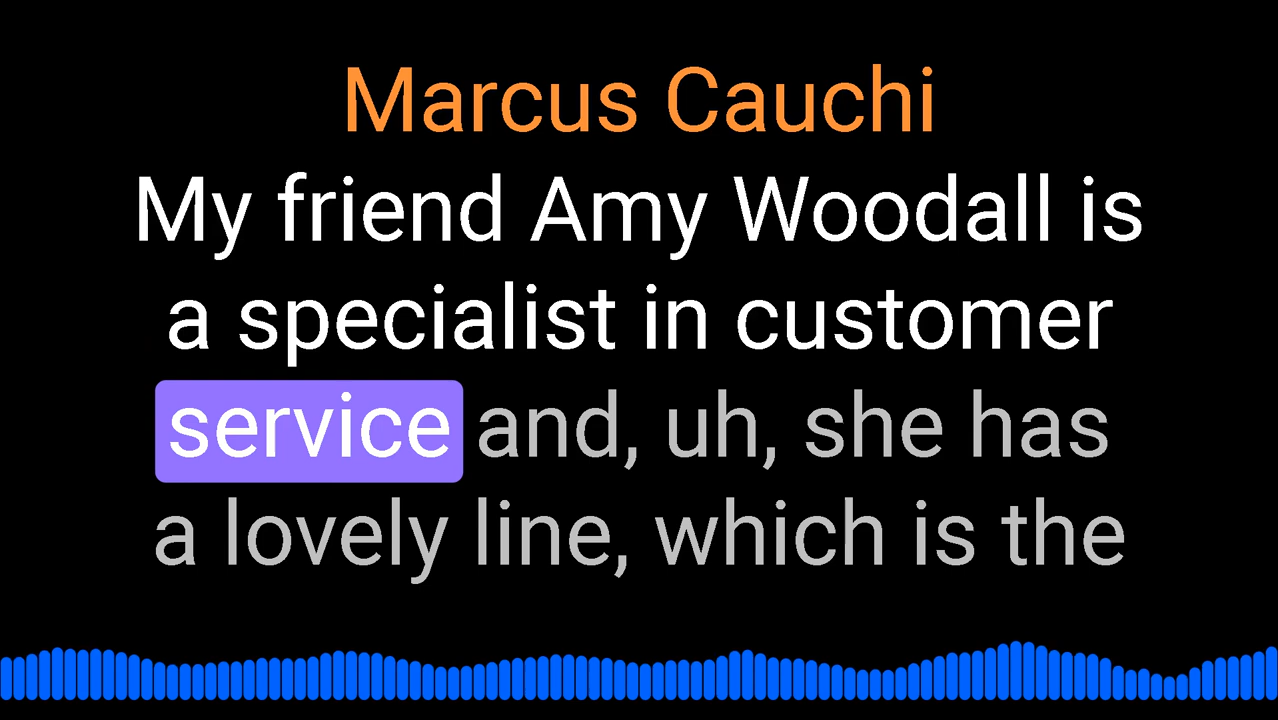 Marcus Cauchi
My friend Amy Woodall is
a specialist in customer
service and, uh, she has
a lovely line, which is the